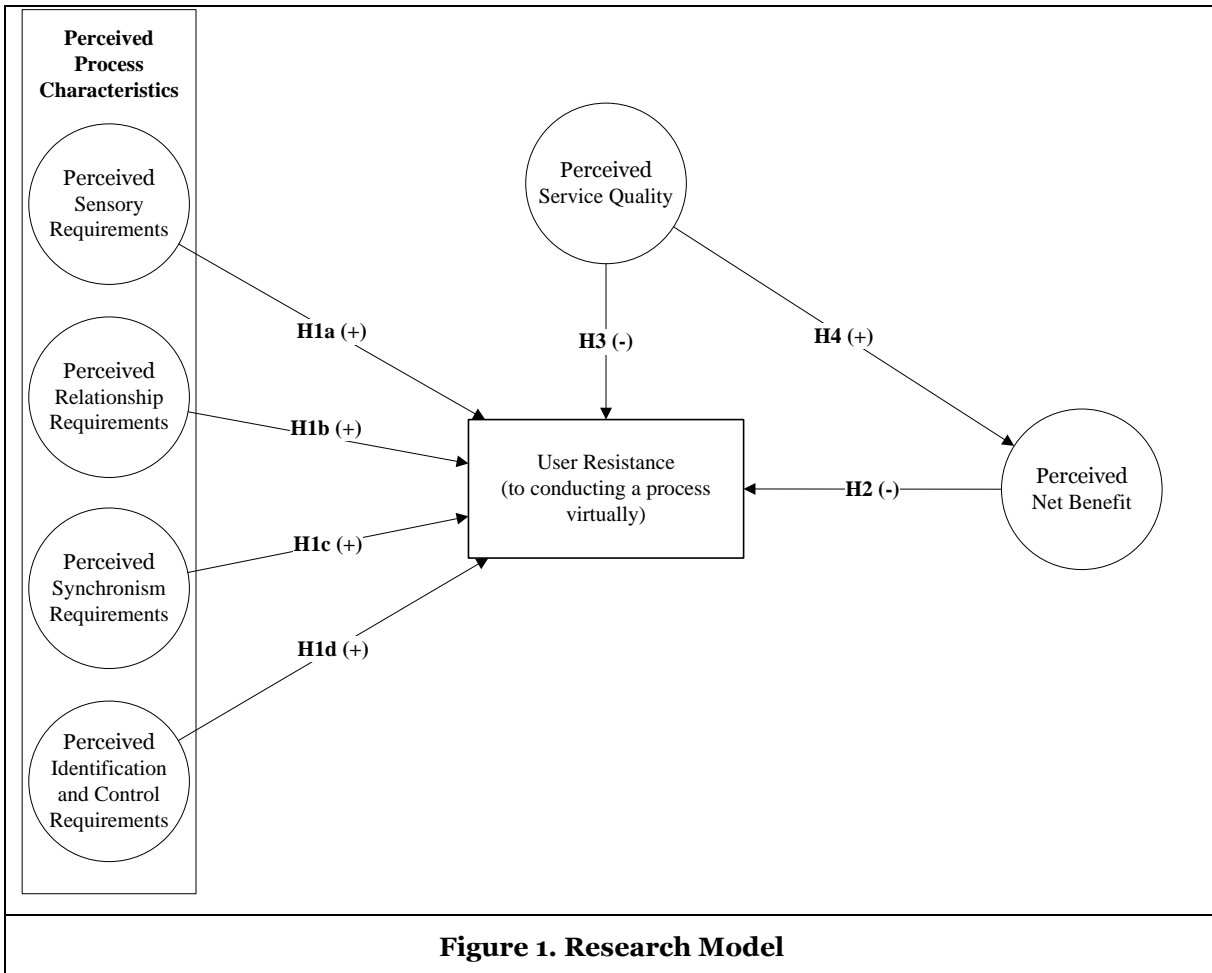 Perceived
Process
Characteristics
Perceived
Sensory
Requirements
Perceived
Relationship
Requirements
Perceived
Synchronism
Requirements
Perceived
Identification
and Control
Requirements
H1a (+)
H1b (+)
H1c (+)
H1d (+)
Perceived
Service Quality
H3 (-)
H4 (+)
User Resistance
(to conducting a process
virtually)
H2 (-)
Perceived
Net Benefit
Figure 1. Research Model